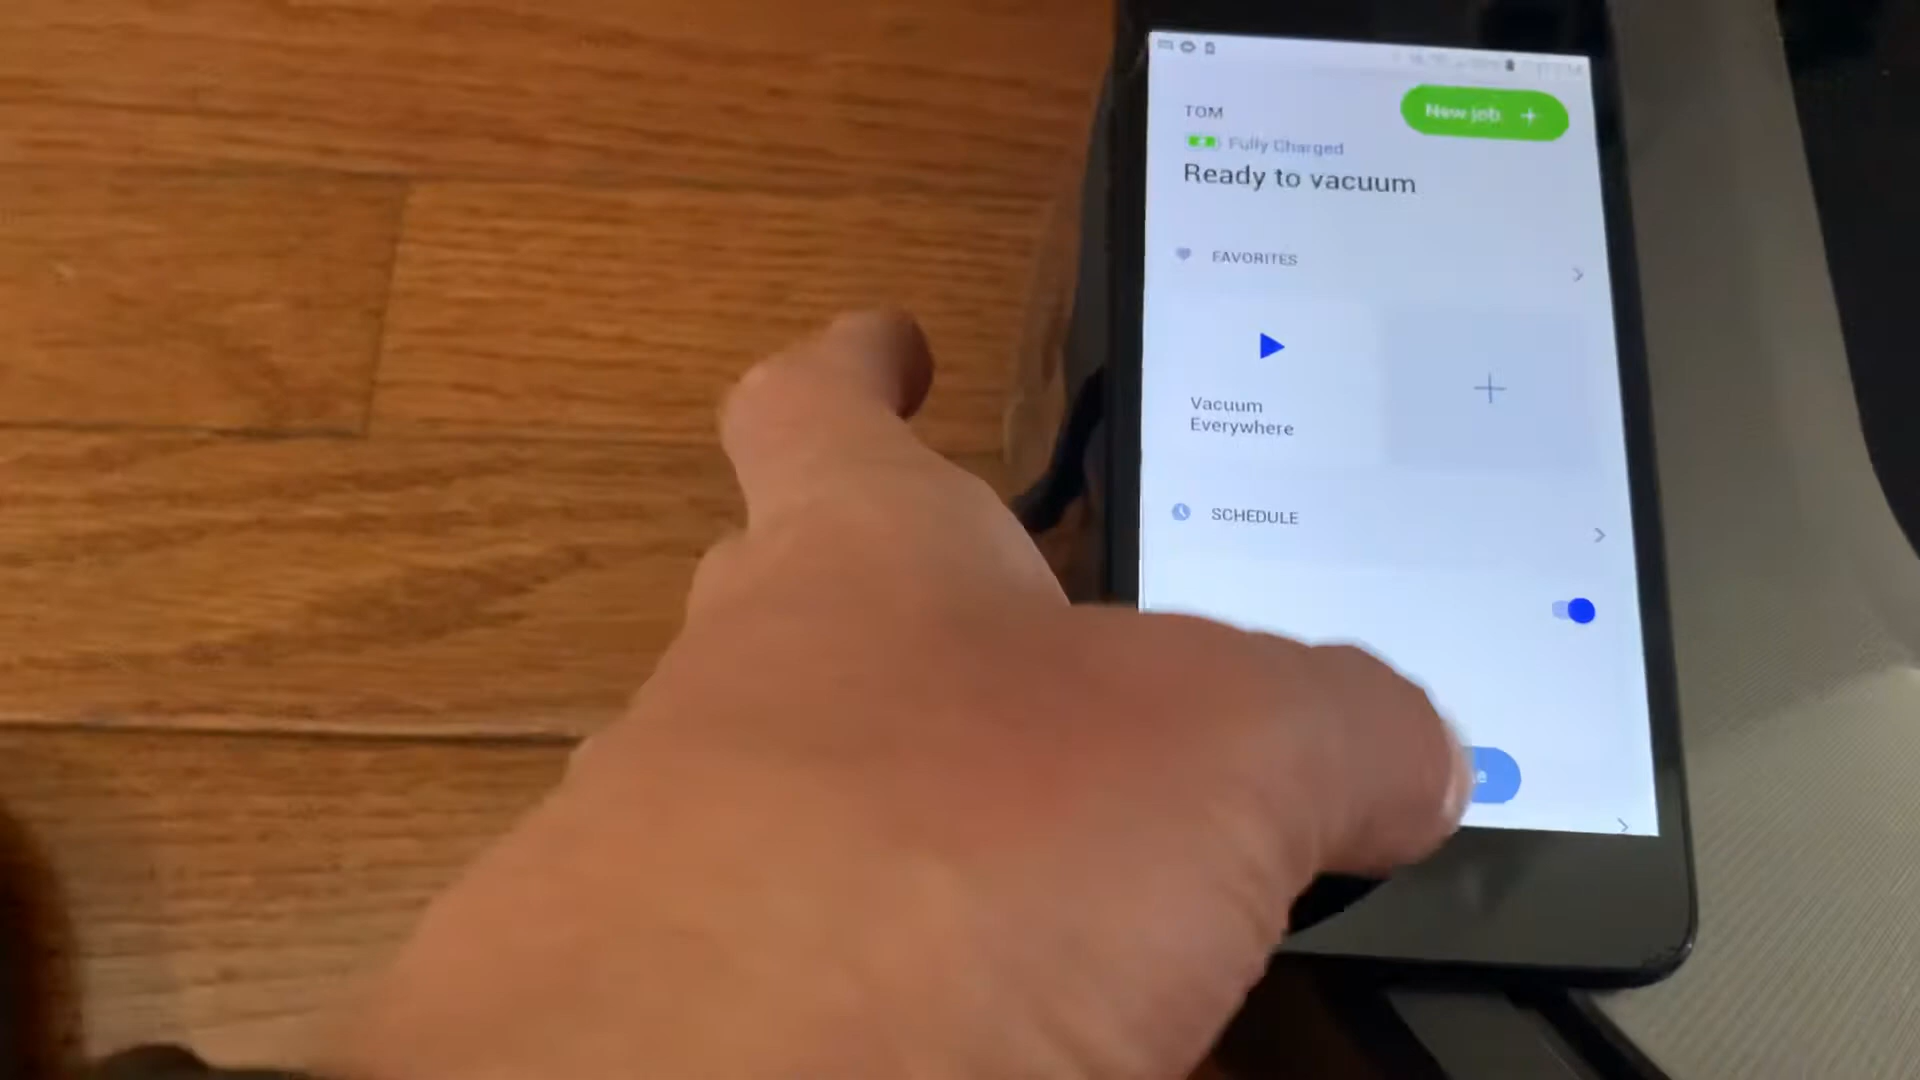 TOM
New job +
Fully Charged
Ready to vacuum
FAVORITES
Vacuum
Everywhere
SCHEDULE